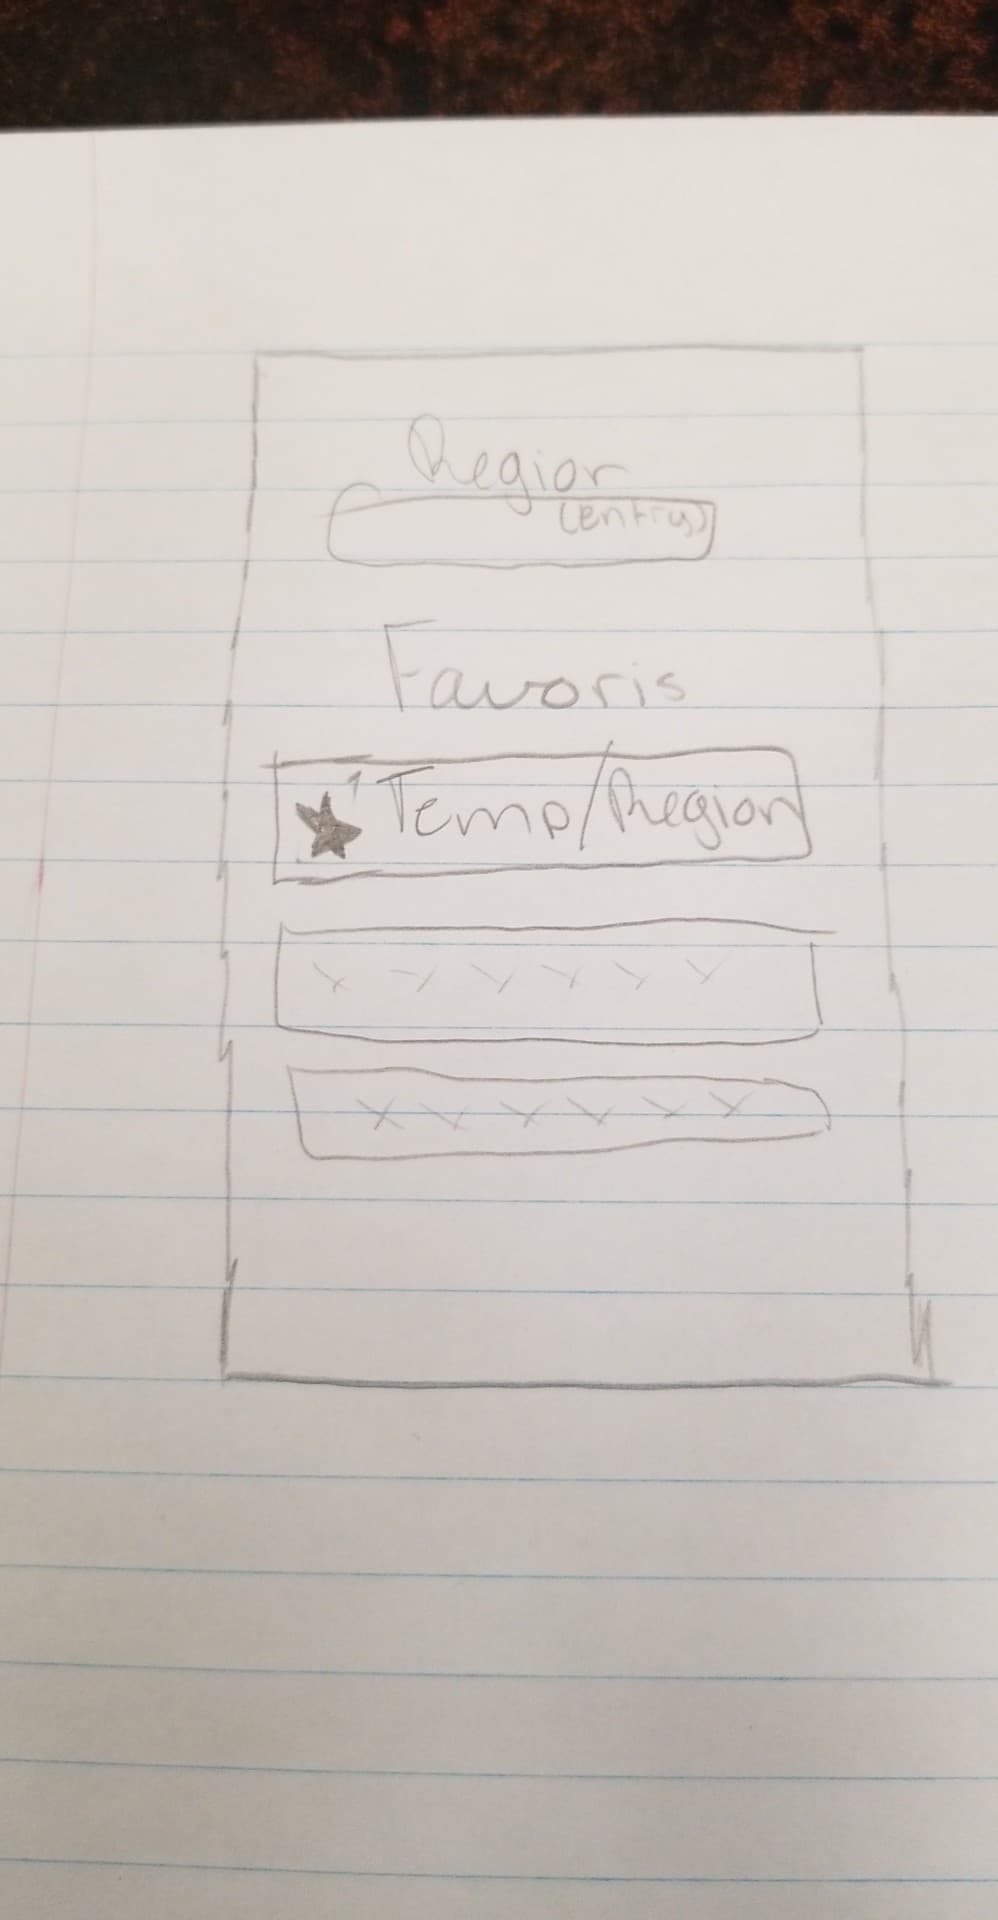 Region
(entry)
Favoris
Temp/Region
x x x x x x
x x x x x x